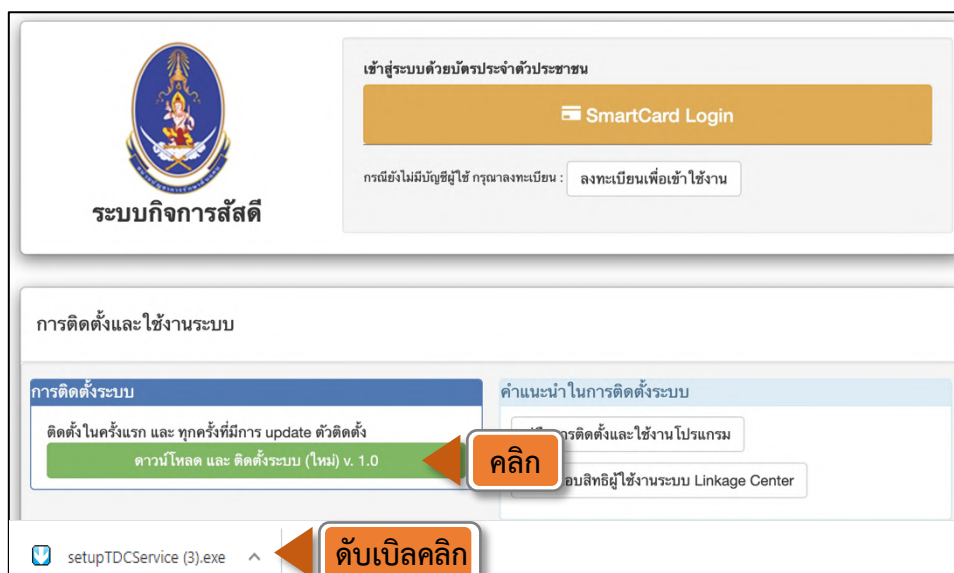 เข้าสู่ระบบด้วยบัตรประจำตัวประชาชน
SmartCard Login
กรณียังไม่มีบัญชีผู้ใช้ กรุณาลงทะเบียน : ลงทะเบียนเพื่อเข้าใช้งาน
ระบบกิจการสัสดี
การติดตั้งและใช้งานระบบ
การติดตั้งระบบ
ติดตั้งในครั้งแรก และ ทุกครั้งที่มีการ update ตัวติดตั้ง
ดาวน์โหลด และ ติดตั้งระบบ (ใหม่) v. 1.0
คลิก
คำแนะนำในการติดตั้งระบบ
การติดตั้งและใช้งานโปรแกรม
อบสิทธิผู้ใช้งานระบบ Linkage Center
setupTDCService (3).exe
ดับเบิลคลิก